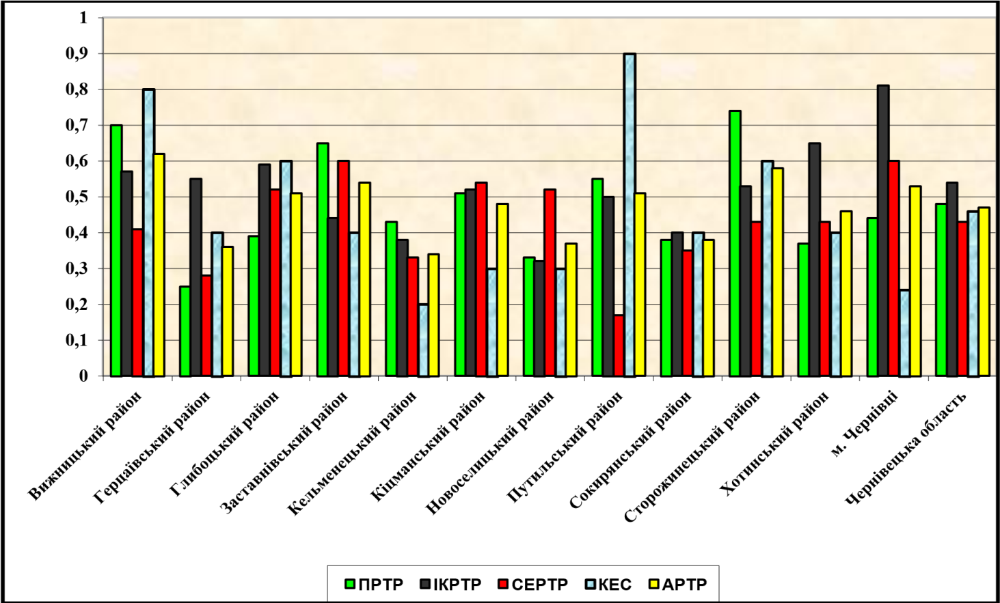 1
0,9
0,8
0,7
0,6
0,5
0,4
0,3
0,2
0,1
0
Вижницький район
Герцаївський район
Глибоцький район
Заставнівський район
Кельменецький район
Кіцманський район
Новоселицький район
Путильський район
Сокирянський район
Сторожинецький район
Хотинський район
м. Чернівці
Чернівецька область
ПРТР ІКРТР СЕРТР КЕС АРТР